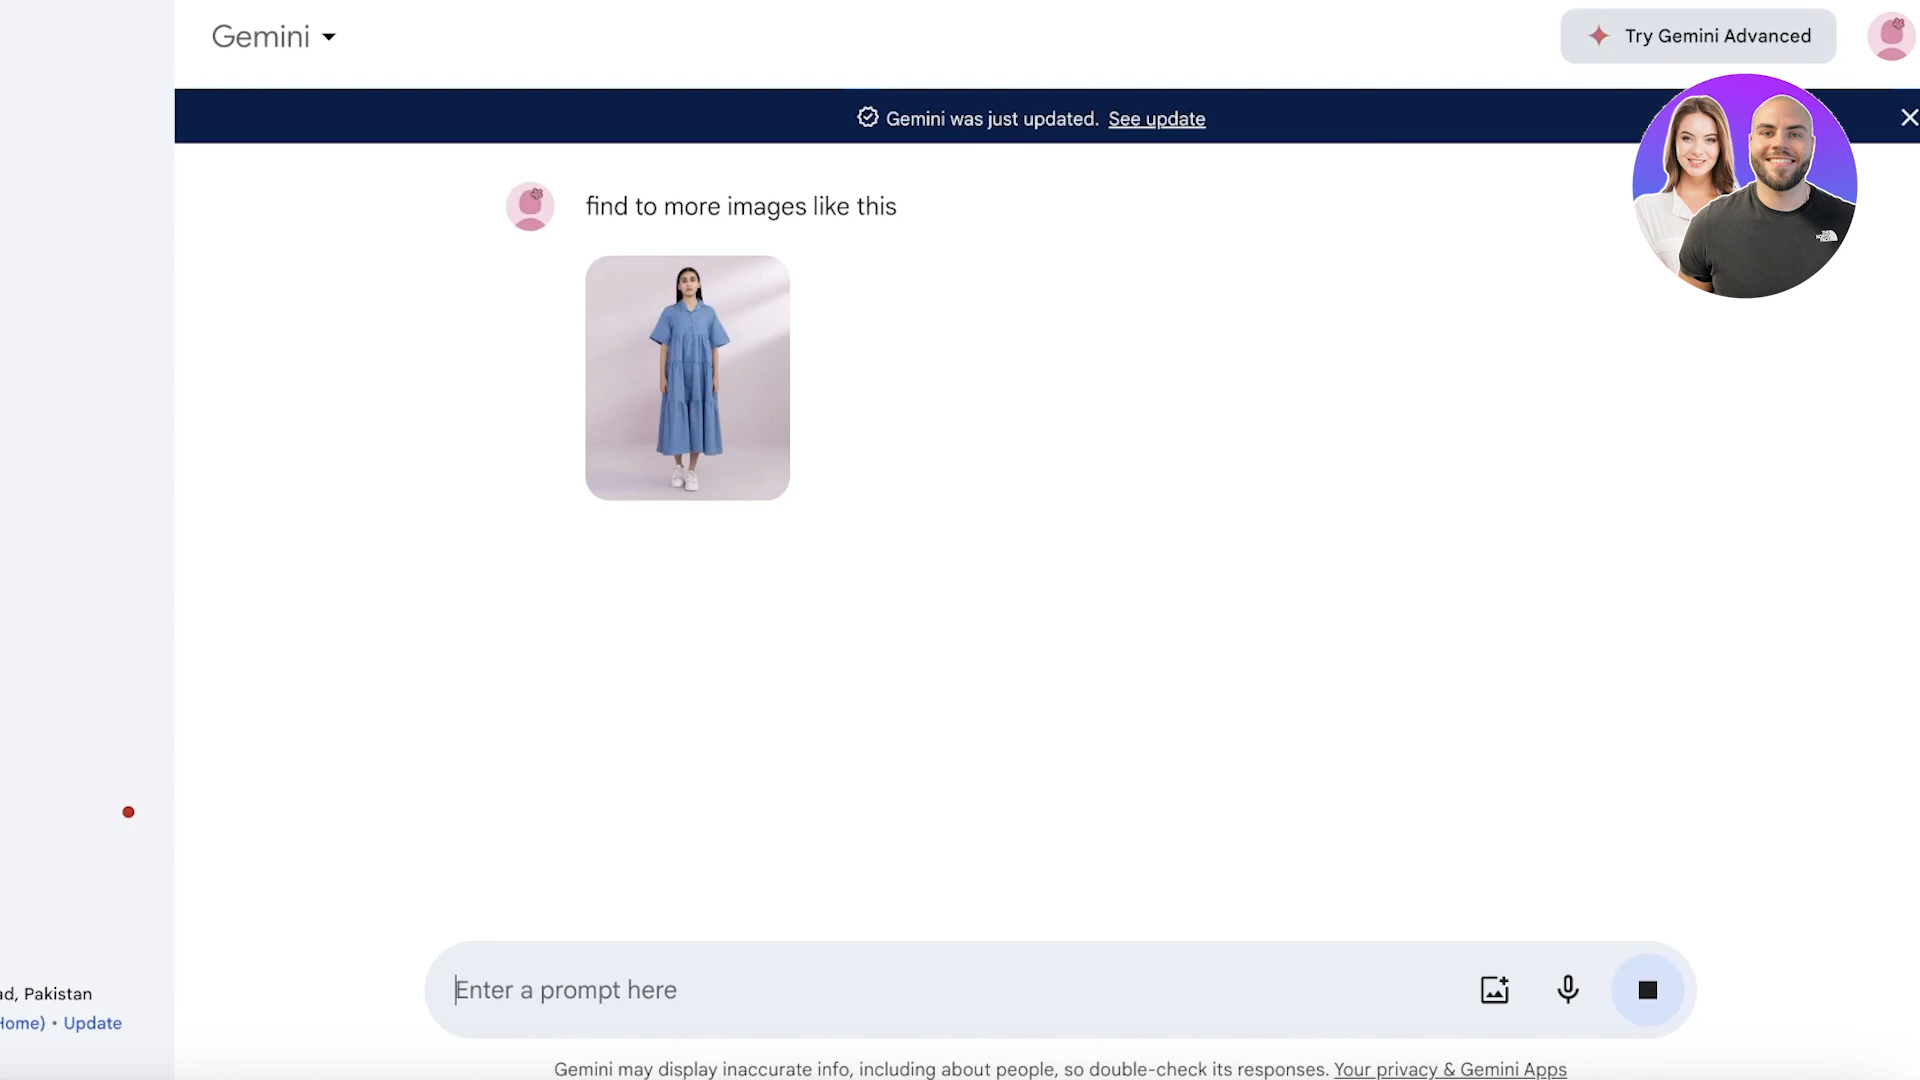 Gemini
Try Gemini Advanced
Gemini was just updated. See update
find to more images like this
Enter a prompt here
ad, Pakistan
Home) • Update
Gemini may display inaccurate info, including about people, so double-check its responses. Your privacy & Gemini Apps